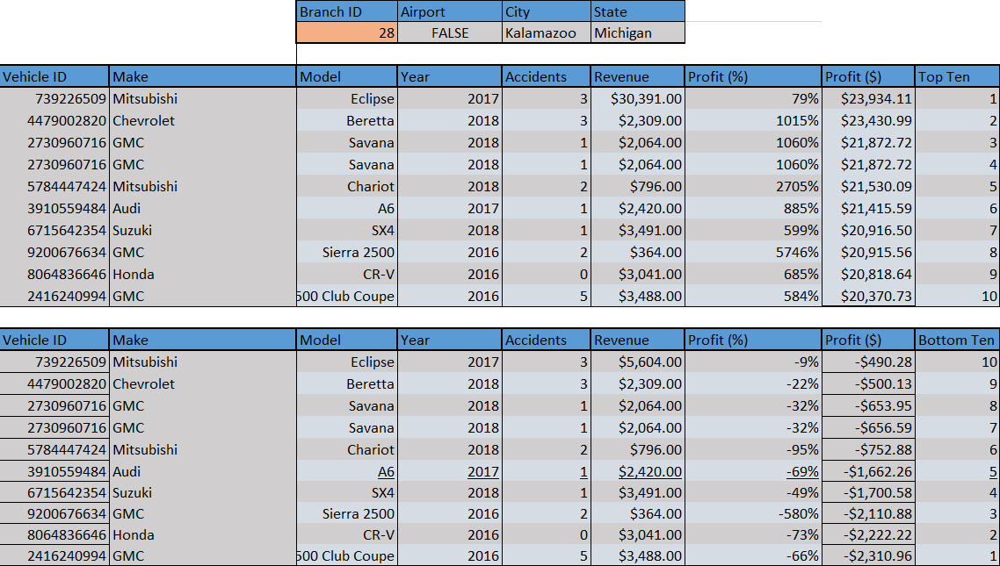 Branch ID Airport City State
28 FALSE Kalamazoo Michigan
Vehicle ID Make Model Year Accidents Revenue Profit (%) Profit ($) Top Ten
739226509 Mitsubishi Eclipse 2017 3 $30,391.00 79% $23,934.11 1
4479002820 Chevrolet Beretta 2018 3 $2,309.00 1015% $23,430.99 2
2730960716 GMC Savana 2018 1 $2,064.00 1060% $21,872.72 3
2730960716 GMC Savana 2018 1 $2,064.00 1060% $21,872.72 4
5784447424 Mitsubishi Chariot 2018 2 $796.00 2705% $21,530.09 5
3910559484 Audi A6 2017 1 $2,420.00 885% $21,415.59 6
6715642354 Suzuki SX4 2018 1 $3,491.00 599% $20,916.50 7
9200676634 GMC Sierra 2500 2016 2 $364.00 5746% $20,915.56 8
8064836646 Honda CR-V 2016 0 $3,041.00 685% $20,818.64 9
2416240994 GMC 500 Club Coupe 2016 5 $3,488.00 584% $20,370.73 10
Vehicle ID Make Model Year Accidents Revenue Profit (%) Profit ($) Bottom Ten
739226509 Mitsubishi Eclipse 2017 3 $5,604.00 -9% -$490.28 10
4479002820 Chevrolet Beretta 2018 3 $2,309.00 -22% -$500.13 9
2730960716 GMC Savana 2018 1 $2,064.00 -32% -$653.95 8
2730960716 GMC Savana 2018 1 $2,064.00 -32% -$656.59 7
5784447424 Mitsubishi Chariot 2018 2 $796.00 -95% -$752.88 6
3910559484 Audi A6 2017 1 $2,420.00 -69% -$1,662.26 5
6715642354 Suzuki SX4 2018 1 $3,491.00 -49% -$1,700.58 4
9200676634 GMC Sierra 2500 2016 2 $364.00 -580% -$2,110.88 3
8064836646 Honda CR-V 2016 0 $3,041.00 -73% -$2,222.22 2
2416240994 GMC 500 Club Coupe 2016 5 $3,488.00 -66% -$2,310.96 1